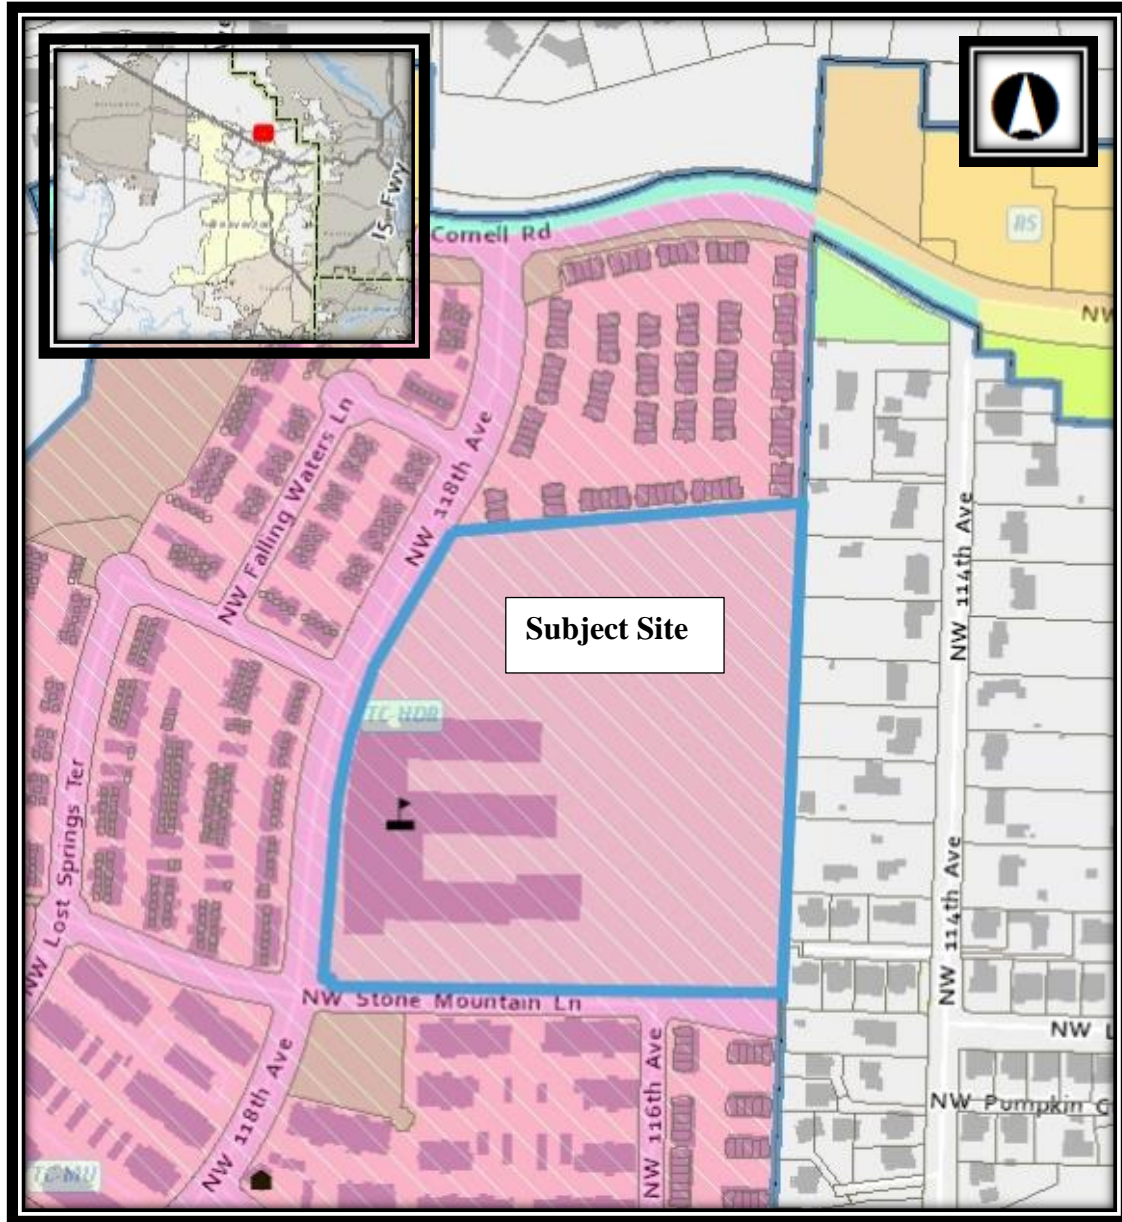 I5 Fwy
Cornell Rd
R5
NW
NW Falling Waters Ln
NW 118th Ave
NW 114th Ave
Subject Site
TC-HDR
NW Lost Springs Ter
NW 114th Ave
NW Stone Mountain Ln
NW 118th Ave
NW 116th Ave
NW L
NW Pumpkin C
TC-MU